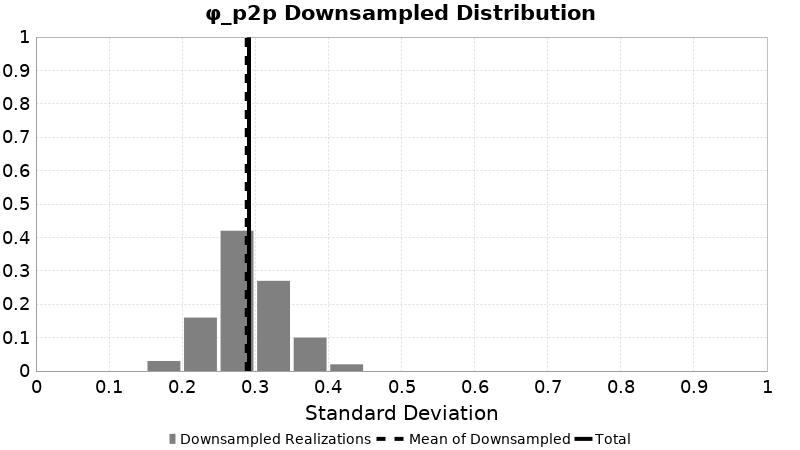 φ_p2p Downsampled Distribution
1
0.9
0.8
0.7
0.6
0.5
0.4
0.3
0.2
0.1
0
0 0.1 0.2 0.3 0.4 0.5 0.6 0.7 0.8 0.9 1
Standard Deviation
Downsampled Realizations Mean of Downsampled Total